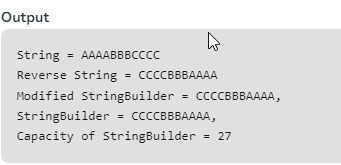 Output
String = AAAABBBCCCC
Reverse String = CCCCBBBAAAA
Modified StringBuilder = CCCCBBBAAAA,
StringBuilder = CCCCBBBAAAA,
Capacity of StringBuilder = 27